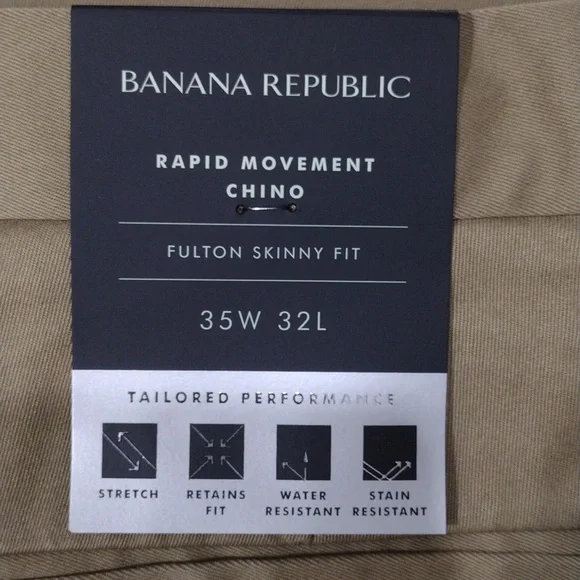 BANANA REPUBLIC
RAPID MOVEMENT
CHINO
FULTON SKINNY FIT
35W 32L
TAILORED PERFORMANCE
STRETCH
RETAINS
FIT
WATER
RESISTANT
STAIN
RESISTANT